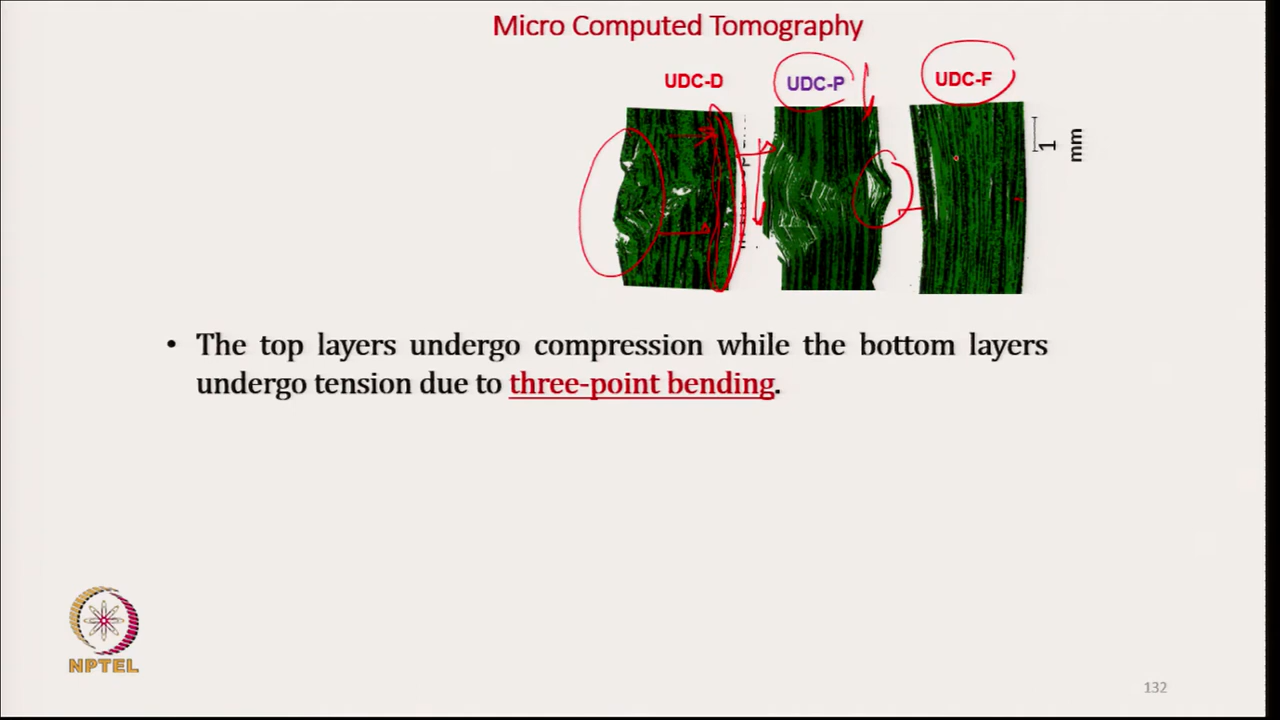 Micro Computed Tomography
UDC-D
UDC-P
UDC-F
1 mm
• The top layers undergo compression while the bottom layers
undergo tension due to three-point bending.
NPTEL
132